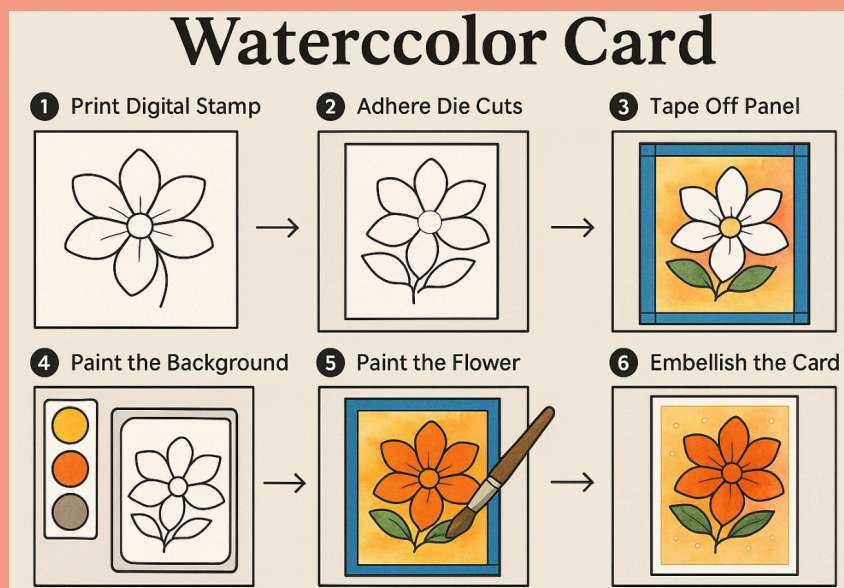 Waterccolor Card
1 Print Digital Stamp
2 Adhere Die Cuts
3 Tape Off Panel
4 Paint the Background
5 Paint the Flower
6 Embellish the Card